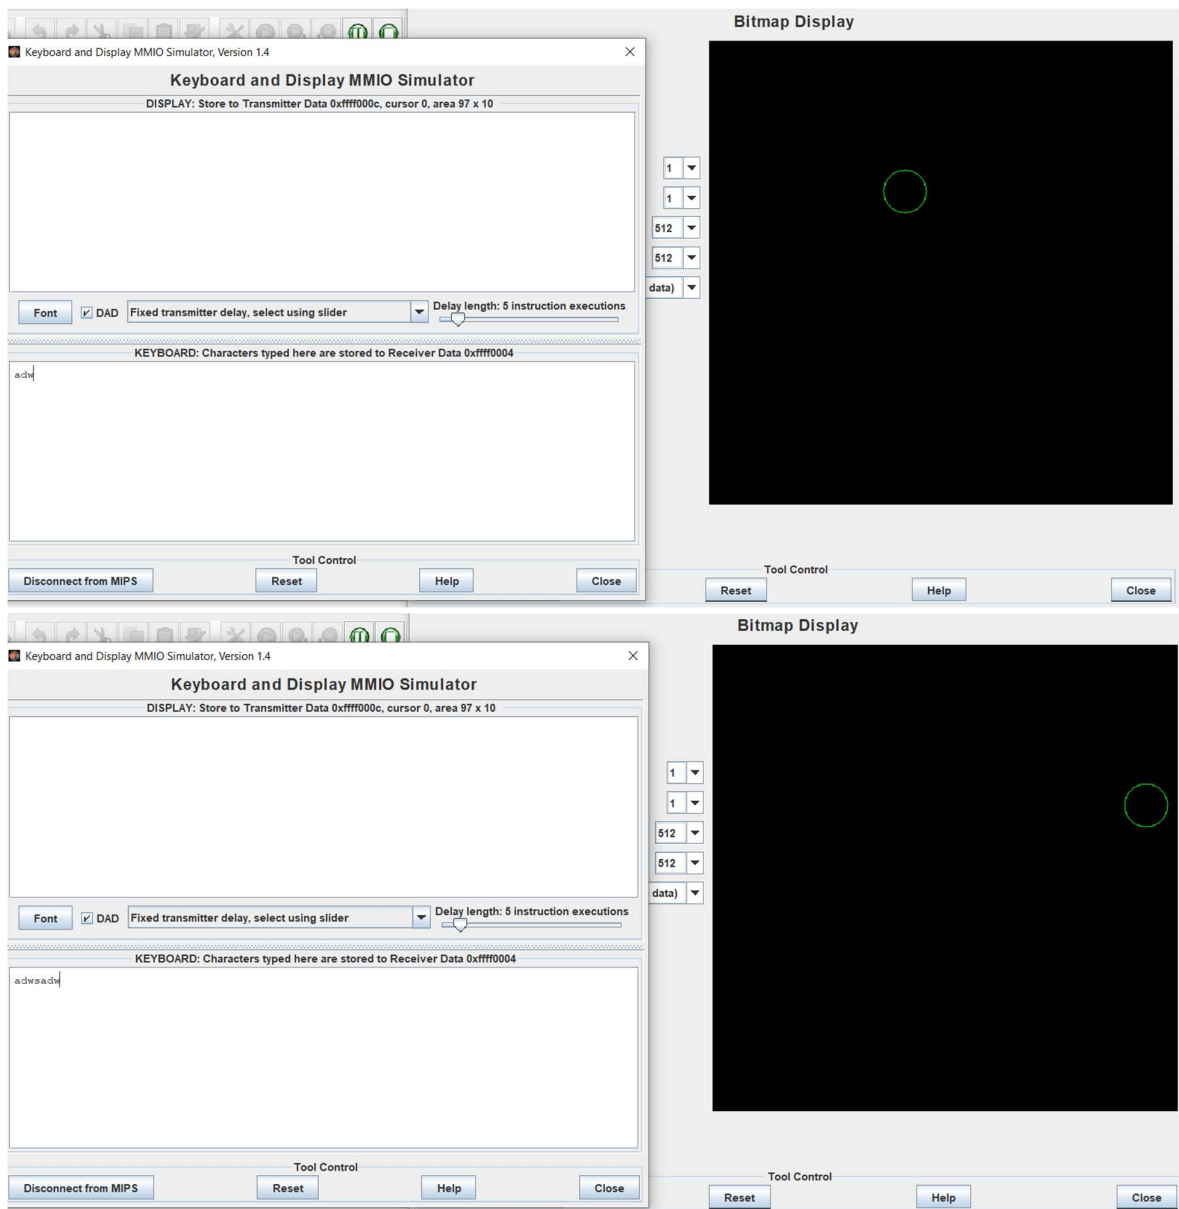 Bitmap Display
Keyboard and Display MMIO Simulator, Version 1.4
Keyboard and Display MMIO Simulator
DISPLAY: Store to Transmitter Data 0xffff000c, cursor 0, area 97 x 10
1
1
512
512
data)
Font
DAD
Fixed transmitter delay, select using slider
Delay length: 5 instruction executions
KEYBOARD: Characters typed here are stored to Receiver Data 0xffff0004
adw
Tool Control
Disconnect from MIPS
Reset
Help
Close
Tool Control
Reset
Help
Close
Bitmap Display
Keyboard and Display MMIO Simulator, Version 1.4
Keyboard and Display MMIO Simulator
DISPLAY: Store to Transmitter Data 0xffff000c, cursor 0, area 97 x 10
1
1
512
512
data)
Font
DAD
Fixed transmitter delay, select using slider
Delay length: 5 instruction executions
KEYBOARD: Characters typed here are stored to Receiver Data 0xffff0004
adwsadw
Tool Control
Disconnect from MIPS
Reset
Help
Close
Tool Control
Reset
Help
Close